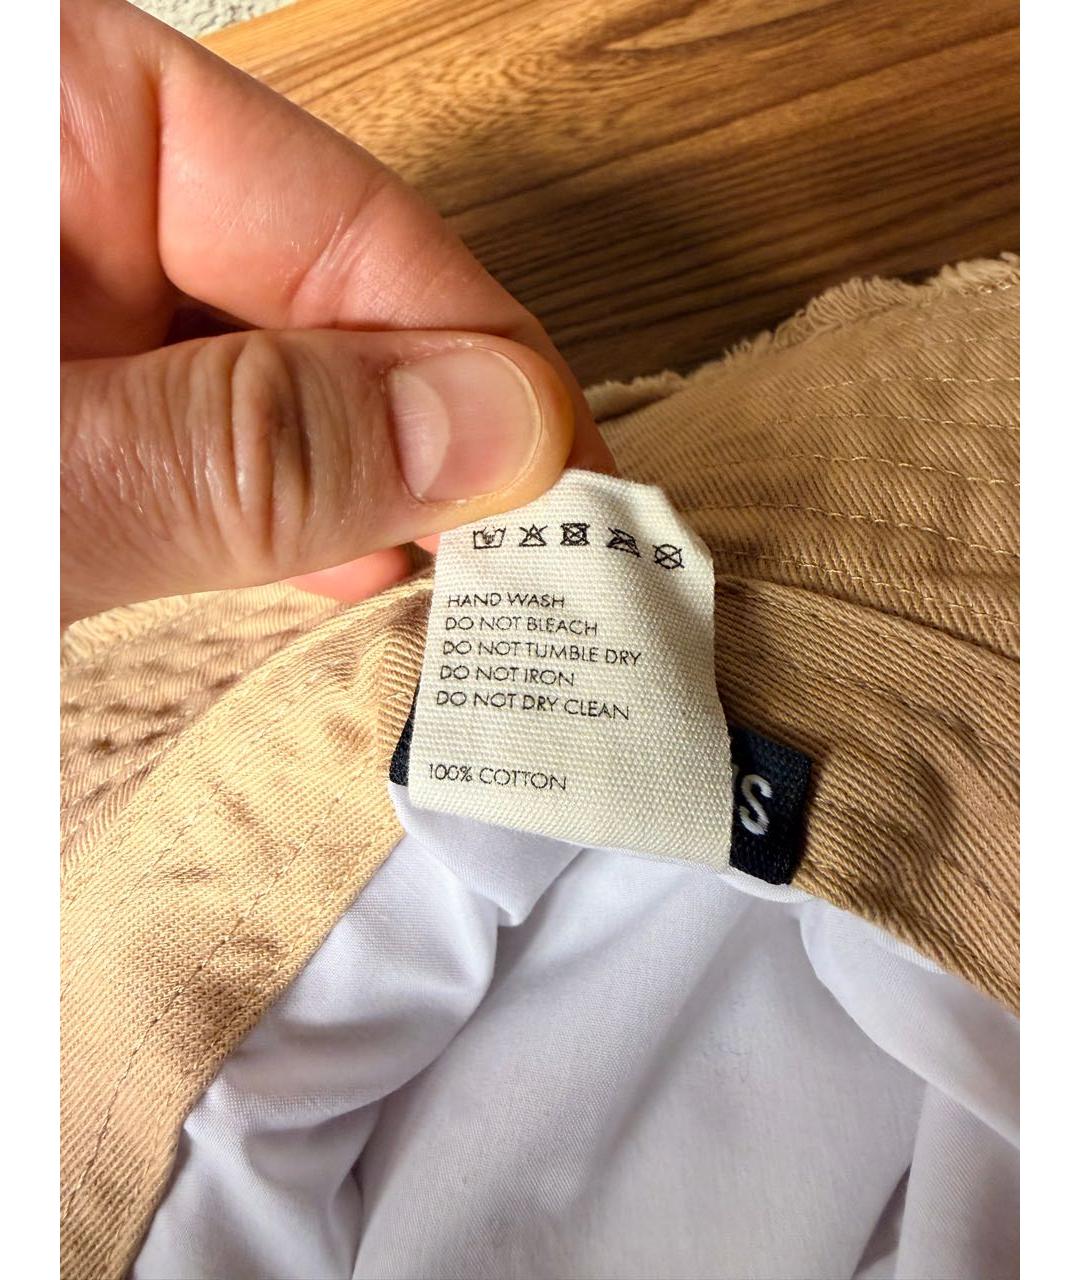 HAND WASH
DO NOT BLEACH
DO NOT TUMBLE DRY
DO NOT IRON
DO NOT DRY CLEAN
100% COTTON